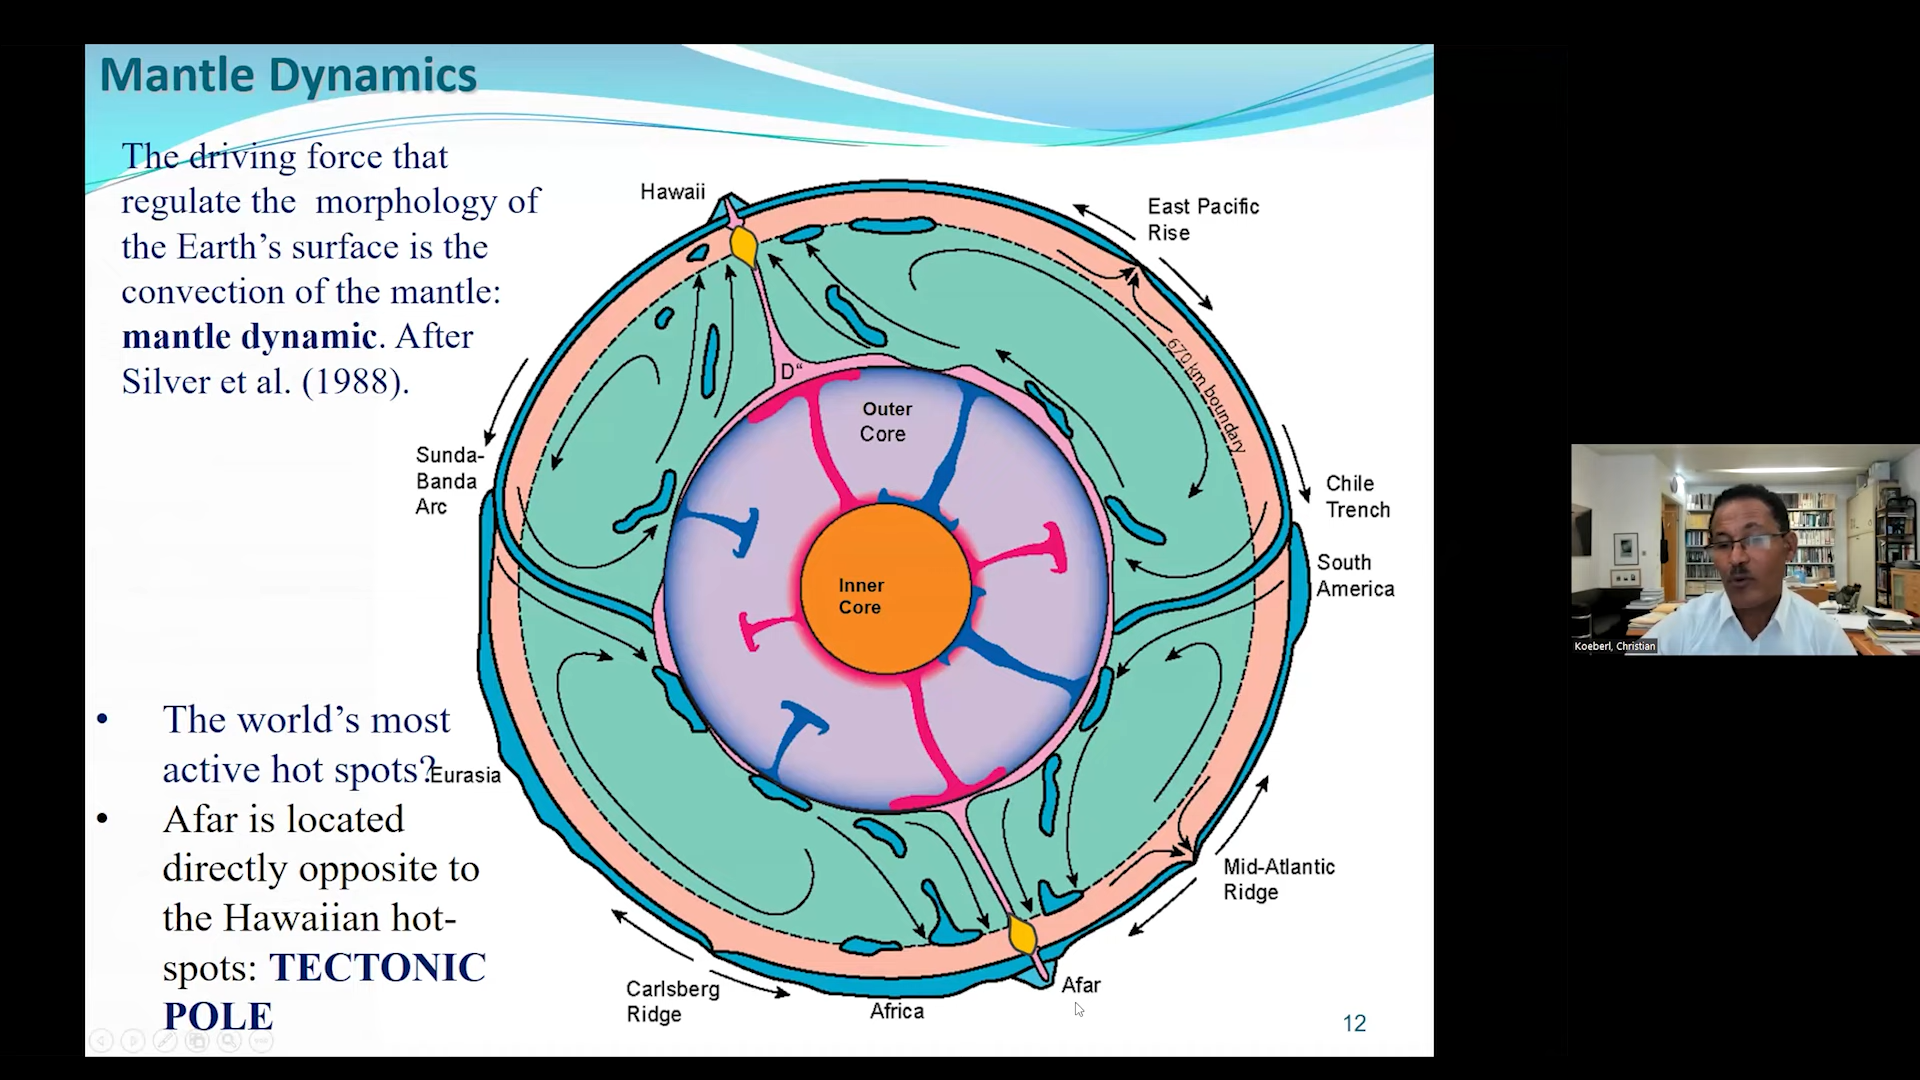 Mantle Dynamics
The driving force that
regulate the  morphology of
the Earth’s surface is the
convection of the mantle:
mantle dynamic. After
Silver et al. (1988).
• The world’s most
active hot spots?
• Afar is located
directly opposite to
the Hawaiian hot-
spots: TECTONIC
POLE
Hawaii
East Pacific
Rise
670 km boundary
D“
Outer
Core
Inner
Core
Sunda-
Banda
Arc
Chile
Trench
South
America
Eurasia
Mid-Atlantic
Ridge
Carlsberg
Ridge
Africa
Afar
12
Koeberl, Christian